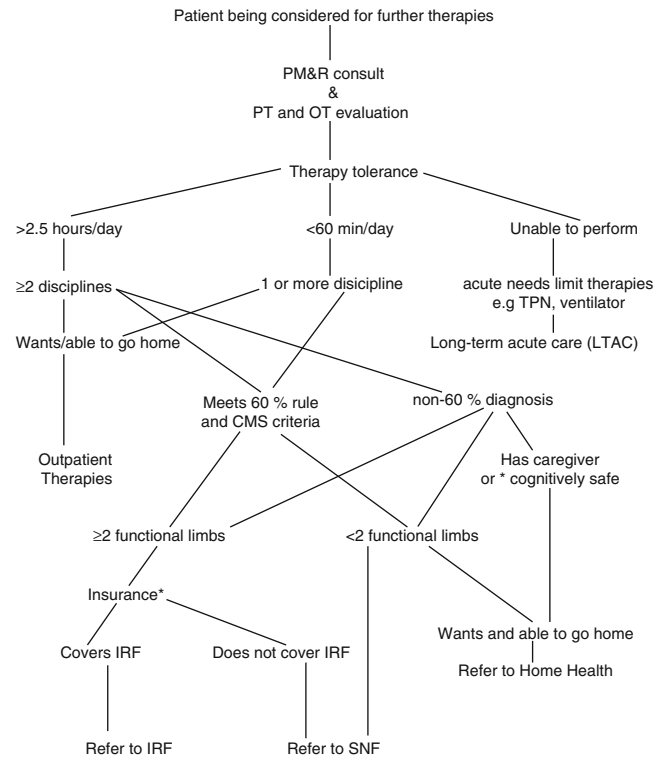 Patient being considered for further therapies
PM&R consult
&
PT and OT evaluation
Therapy tolerance
>2.5 hours/day
<60 min/day
Unable to perform
≥2 disciplines
1 or more disicipline
acute needs limit therapies
e.g TPN, ventilator
Wants/able to go home
Long-term acute care (LTAC)
Meets 60 % rule
and CMS criteria
non-60 % diagnosis
Outpatient
Therapies
Has caregiver
or * cognitively safe
≥2 functional limbs
<2 functional limbs
Insurance*
Wants and able to go home
Covers IRF
Does not cover IRF
Refer to Home Health
Refer to IRF
Refer to SNF